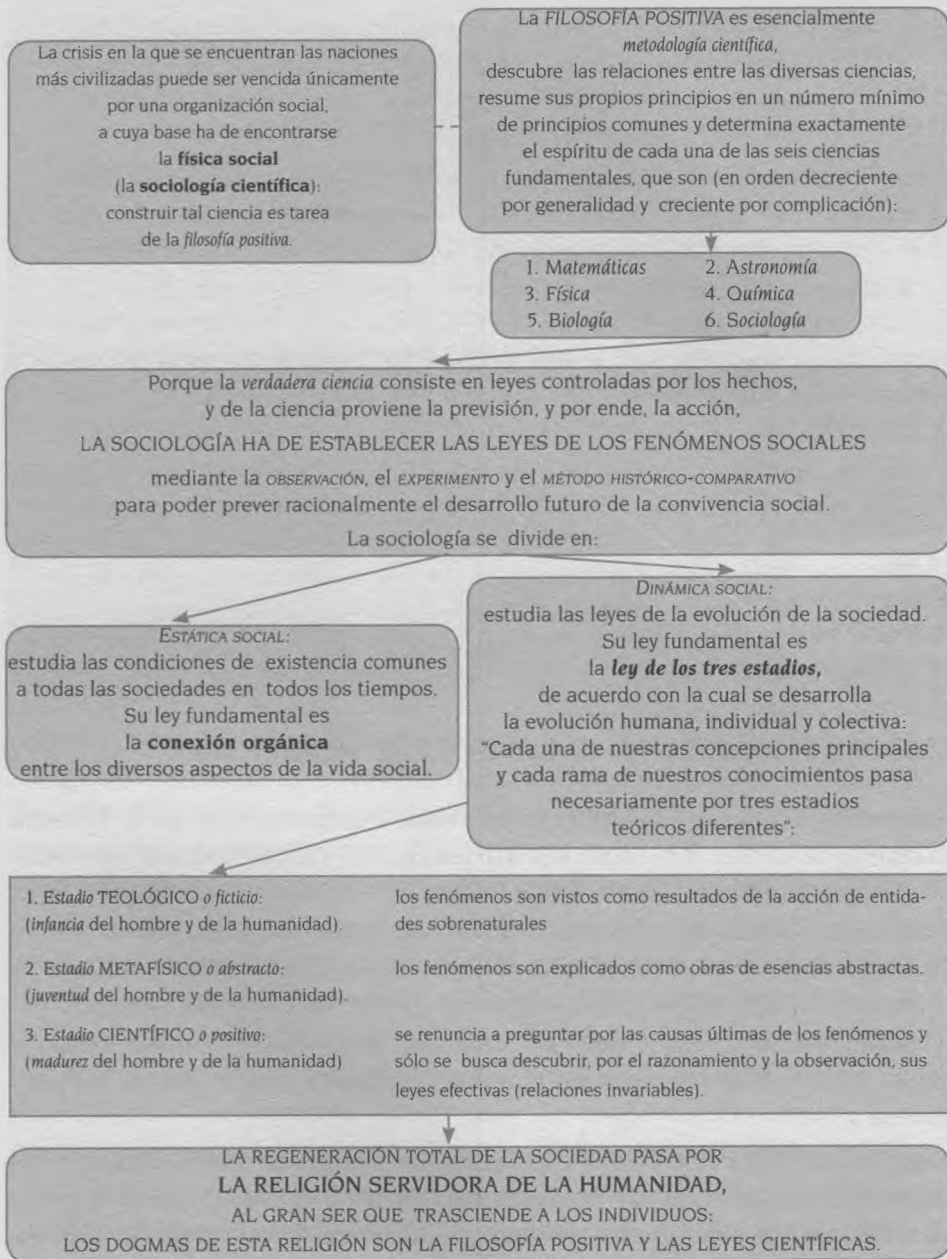 La crisis en la que se encuentran las naciones
más civilizadas puede ser vencida únicamente
por una organización social,
a cuya base ha de encontrarse
la física social
(la sociología científica):
construir tal ciencia es tarea
de la filosofía positiva.
La FILOSOFÍA POSITIVA es esencialmente
metodología científica,
descubre las relaciones entre las diversas ciencias,
resume sus propios principios en un número mínimo
de principios comunes y determina exactamente
el espíritu de cada una de las seis ciencias
fundamentales, que son (en orden decreciente
por generalidad y creciente por complicación):
1. Matemáticas 2. Astronomía
3. Física 4. Química
5. Biología 6. Sociología
Porque la verdadera ciencia consiste en leyes controladas por los hechos,
y de la ciencia proviene la previsión, y por ende, la acción,
LA SOCIOLOGÍA HA DE ESTABLECER LAS LEYES DE LOS FENÓMENOS SOCIALES
mediante la OBSERVACIÓN, el EXPERIMENTO y el MÉTODO HISTÓRICO-COMPARATIVO
para poder prever racionalmente el desarrollo futuro de la convivencia social.
La sociología se divide en:
ESTÁTICA SOCIAL:
estudia las condiciones de existencia comunes
a todas las sociedades en todos los tiempos.
Su ley fundamental es
la conexión orgánica
entre los diversos aspectos de la vida social.
DINÁMICA SOCIAL:
estudia las leyes de la evolución de la sociedad.
Su ley fundamental es
la ley de los tres estadios,
de acuerdo con la cual se desarrolla
la evolución humana, individual y colectiva:
"Cada una de nuestras concepciones principales
y cada rama de nuestros conocimientos pasa
necesariamente por tres estadios
teóricos diferentes":
1. Estadio TEOLÓGICO o ficticio: los fenómenos son vistos como resultados de la acción de entida-
(infancia del hombre y de la humanidad). des sobrenaturales
2. Estadio METAFÍSICO o abstracto: los fenómenos son explicados como obras de esencias abstractas.
(juventud del hombre y de la humanidad).
3. Estadio CIENTÍFICO o positivo: se renuncia a preguntar por las causas últimas de los fenómenos y
(madurez del hombre y de la humanidad) sólo se busca descubrir, por el razonamiento y la observación, sus
leyes efectivas (relaciones invariables).
LA REGENERACIÓN TOTAL DE LA SOCIEDAD PASA POR
LA RELIGIÓN SERVIDORA DE LA HUMANIDAD,
AL GRAN SER QUE TRASCIENDE A LOS INDIVIDUOS:
LOS DOGMAS DE ESTA RELIGIÓN SON LA FILOSOFÍA POSITIVA Y LAS LEYES CIENTÍFICAS.